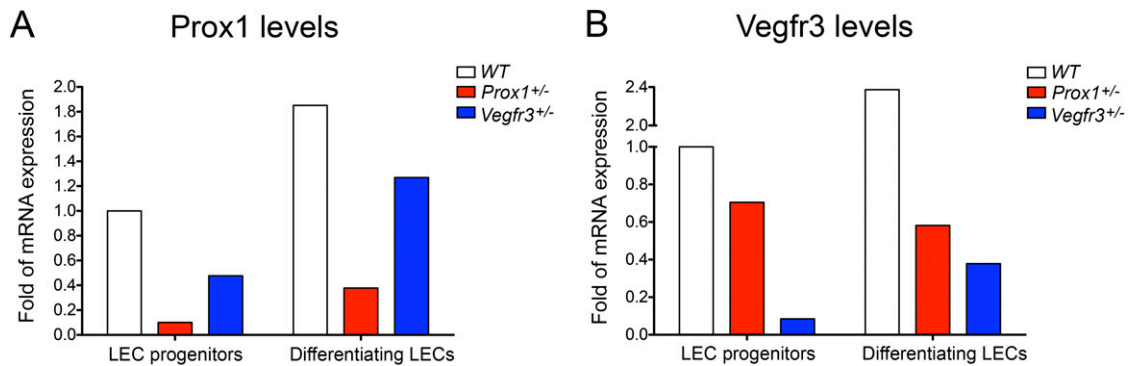 A
Prox1 levels
WT
Prox1+/-
Vegfr3+/-
Fold of mRNA expression
2.0
1.8
1.6
1.4
1.2
1.0
0.8
0.6
0.4
0.2
0.0
LEC progenitors
Differentiating LECs
B
Vegfr3 levels
WT
Prox1+/-
Vegfr3+/-
Fold of mRNA expression
2.4
2.0
1.0
0.8
0.6
0.4
0.2
0.0
LEC progenitors
Differentiating LECs